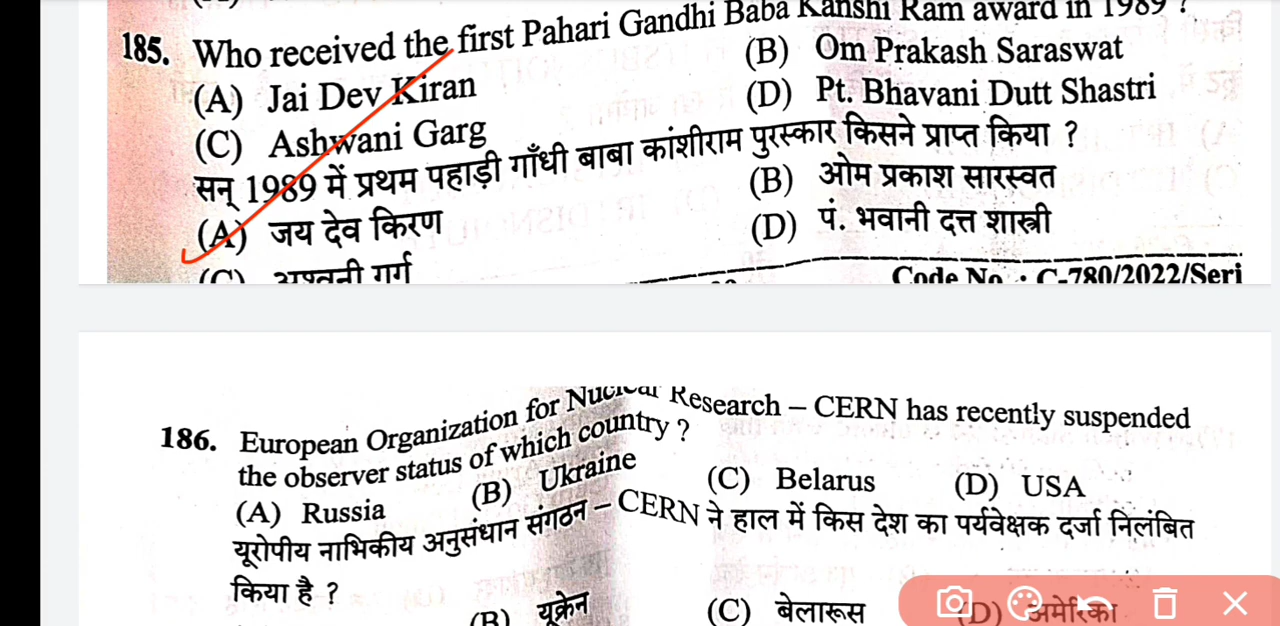 185. Who received the first Pahari Gandhi Baba Kanshi Ram award in 1989 ?
(A) Jai Dev Kiran (B) Om Prakash Saraswat
(C) Ashwani Garg (D) Pt. Bhavani Dutt Shastri
सन् 1989 में प्रथम पहाड़ी गाँधी बाबा कांशीराम पुरस्कार किसने प्राप्त किया ?
(A) जय देव किरण (B) ओम प्रकाश सारस्वत
(C) अश्वनी गर्ग (D) पं. भवानी दत्त शास्त्री
Code No. : C-780/2022/Seri
186. European Organization for Nuclear Research – CERN has recently suspended
the observer status of which country ?
(A) Russia (B) Ukraine (C) Belarus (D) USA
यूरोपीय नाभिकीय अनुसंधान संगठन – CERN ने हाल में किस देश का पर्यवेक्षक दर्जा निलंबित
किया है ?
(B) यूक्रेन (C) बेलारूस (D) अमेरिका